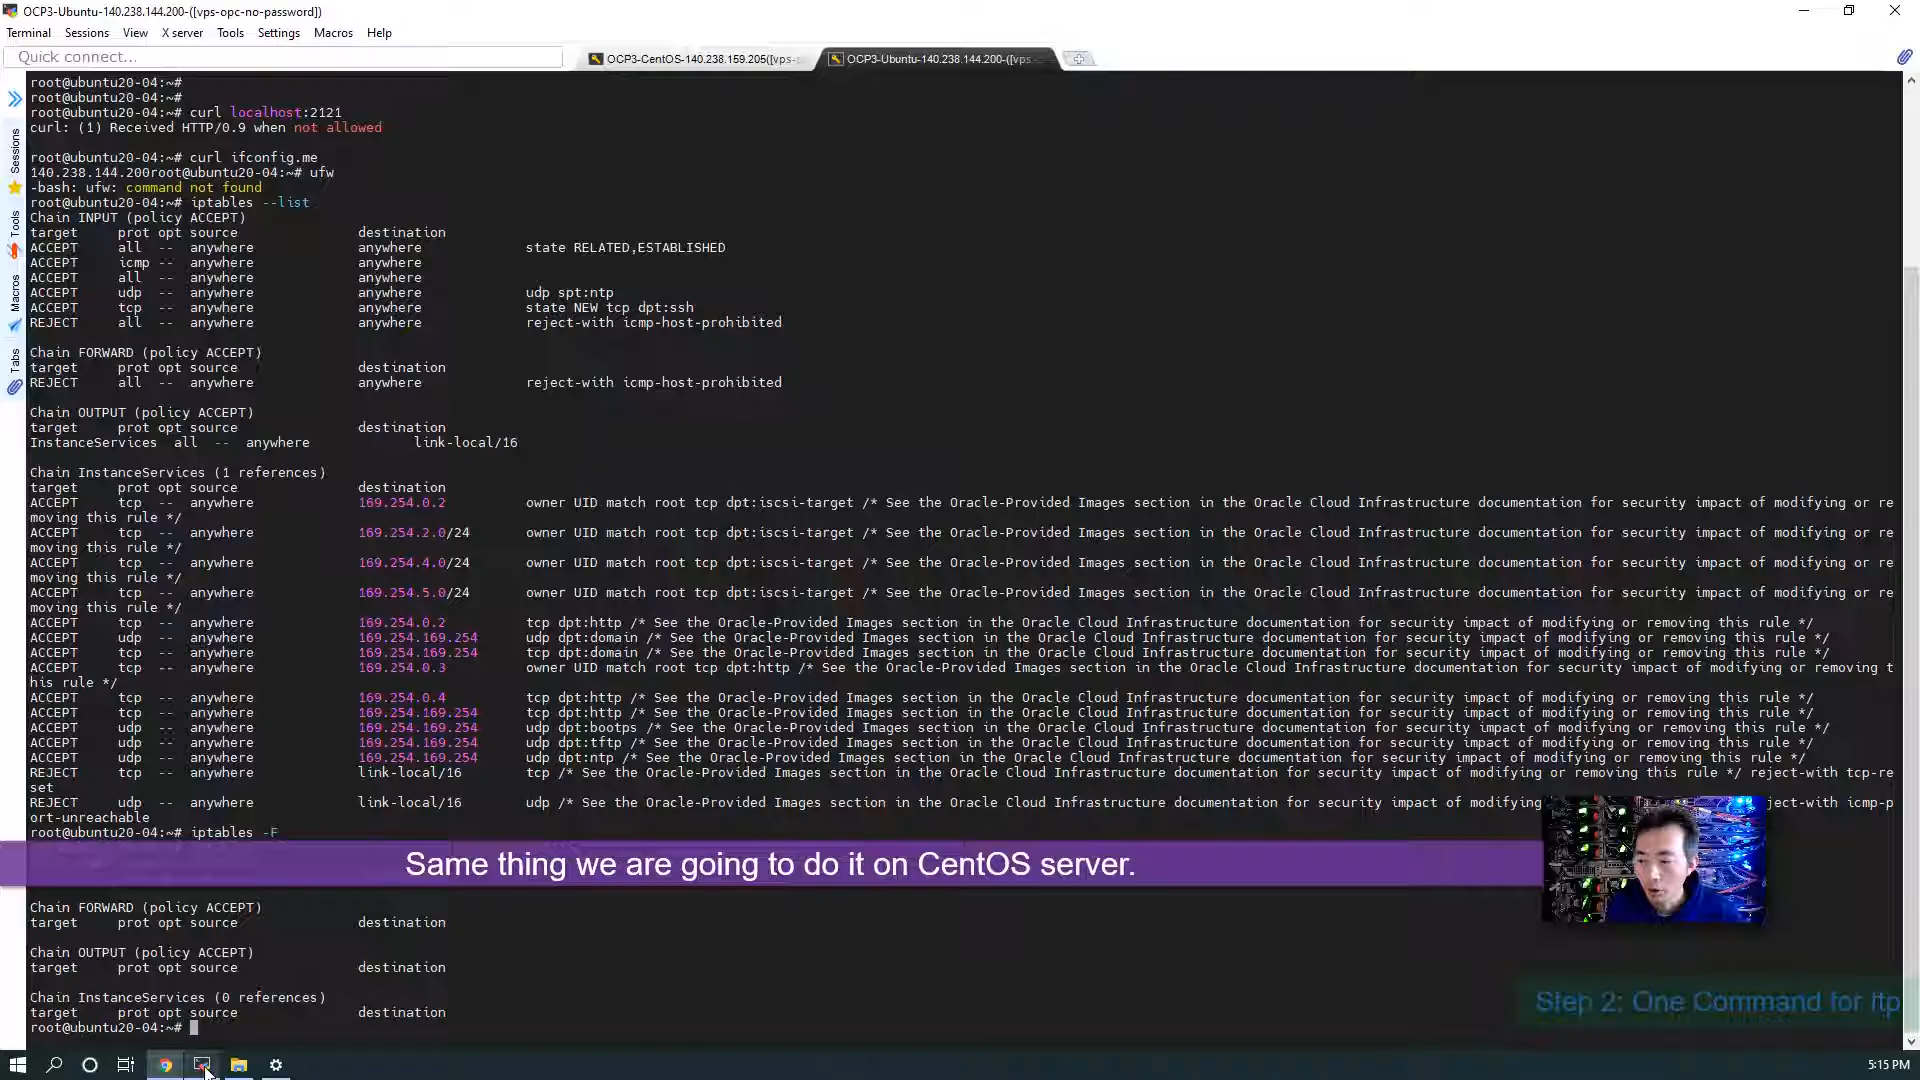 OCP3-Ubuntu-140.238.144.200-([vps-opc-no-password])
Terminal Sessions View X server Tools Settings Macros Help
Quick connect...
OCP3-CentOS-140.238.159.205([vps-
OCP3-Ubuntu-140.238.144.200-([vps-
Sessions
Tools
Macros
Tabs
root@ubuntu20-04:~#
root@ubuntu20-04:~#
root@ubuntu20-04:~# curl localhost:2121
curl: (1) Received HTTP/0.9 when not allowed
root@ubuntu20-04:~# curl ifconfig.me
140.238.144.200root@ubuntu20-04:~# ufw
-bash: ufw: command not found
root@ubuntu20-04:~# iptables --list
Chain INPUT (policy ACCEPT)
target prot opt source destination
ACCEPT all -- anywhere anywhere state RELATED,ESTABLISHED
ACCEPT icmp -- anywhere anywhere
ACCEPT all -- anywhere anywhere
ACCEPT udp -- anywhere anywhere udp spt:ntp
ACCEPT tcp -- anywhere anywhere state NEW tcp dpt:ssh
REJECT all -- anywhere anywhere reject-with icmp-host-prohibited
Chain FORWARD (policy ACCEPT)
target prot opt source destination
REJECT all -- anywhere anywhere reject-with icmp-host-prohibited
Chain OUTPUT (policy ACCEPT)
target prot opt source destination
InstanceServices all -- anywhere link-local/16
Chain InstanceServices (1 references)
target prot opt source destination
ACCEPT tcp -- anywhere 169.254.0.2 owner UID match root tcp dpt:iscsi-target /* See the Oracle-Provided Images section in the Oracle Cloud Infrastructure documentation for security impact of modifying or re
moving this rule */
ACCEPT tcp -- anywhere 169.254.2.0/24 owner UID match root tcp dpt:iscsi-target /* See the Oracle-Provided Images section in the Oracle Cloud Infrastructure documentation for security impact of modifying or re
moving this rule */
ACCEPT tcp -- anywhere 169.254.4.0/24 owner UID match root tcp dpt:iscsi-target /* See the Oracle-Provided Images section in the Oracle Cloud Infrastructure documentation for security impact of modifying or re
moving this rule */
ACCEPT tcp -- anywhere 169.254.5.0/24 owner UID match root tcp dpt:iscsi-target /* See the Oracle-Provided Images section in the Oracle Cloud Infrastructure documentation for security impact of modifying or re
moving this rule */
ACCEPT tcp -- anywhere 169.254.0.2 tcp dpt:http /* See the Oracle-Provided Images section in the Oracle Cloud Infrastructure documentation for security impact of modifying or removing this rule */
ACCEPT udp -- anywhere 169.254.169.254 udp dpt:domain /* See the Oracle-Provided Images section in the Oracle Cloud Infrastructure documentation for security impact of modifying or removing this rule */
ACCEPT tcp -- anywhere 169.254.169.254 tcp dpt:domain /* See the Oracle-Provided Images section in the Oracle Cloud Infrastructure documentation for security impact of modifying or removing this rule */
ACCEPT tcp -- anywhere 169.254.0.3 owner UID match root tcp dpt:http /* See the Oracle-Provided Images section in the Oracle Cloud Infrastructure documentation for security impact of modifying or removing t
his rule */
ACCEPT tcp -- anywhere 169.254.0.4 tcp dpt:http /* See the Oracle-Provided Images section in the Oracle Cloud Infrastructure documentation for security impact of modifying or removing this rule */
ACCEPT tcp -- anywhere 169.254.169.254 tcp dpt:http /* See the Oracle-Provided Images section in the Oracle Cloud Infrastructure documentation for security impact of modifying or removing this rule */
ACCEPT udp -- anywhere 169.254.169.254 udp dpt:bootps /* See the Oracle-Provided Images section in the Oracle Cloud Infrastructure documentation for security impact of modifying or removing this rule */
ACCEPT udp -- anywhere 169.254.169.254 udp dpt:tftp /* See the Oracle-Provided Images section in the Oracle Cloud Infrastructure documentation for security impact of modifying or removing this rule */
ACCEPT udp -- anywhere 169.254.169.254 udp dpt:ntp /* See the Oracle-Provided Images section in the Oracle Cloud Infrastructure documentation for security impact of modifying or removing this rule */
REJECT tcp -- anywhere link-local/16 tcp /* See the Oracle-Provided Images section in the Oracle Cloud Infrastructure documentation for security impact of modifying or removing this rule */ reject-with tcp-re
set
REJECT udp -- anywhere link-local/16 udp /* See the Oracle-Provided Images section in the Oracle Cloud Infrastructure documentation for security impact of modifying ject-with icmp-p
ort-unreachable
root@ubuntu20-04:~# iptables -F
Same thing we are going to do it on CentOS server.
Chain FORWARD (policy ACCEPT)
target prot opt source destination
Chain OUTPUT (policy ACCEPT)
target prot opt source destination
Chain InstanceServices (0 references)
target prot opt source destination
root@ubuntu20-04:~#
Step 2: One Command for itp
5:15 PM